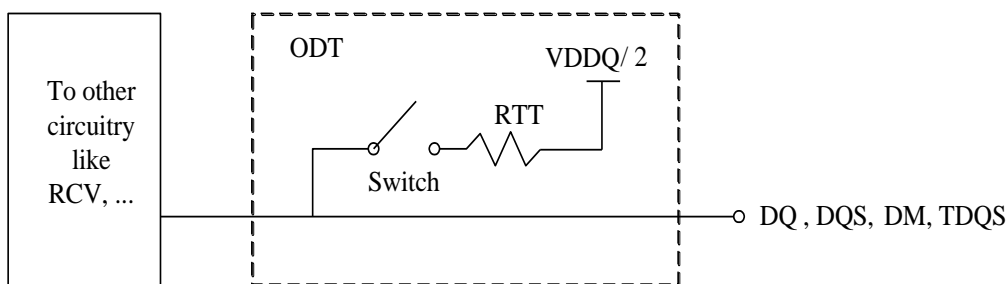 To other
circuitry
like
RCV, ...
ODT
VDDQ/ 2
RTT
Switch
DQ , DQS, DM, TDQS